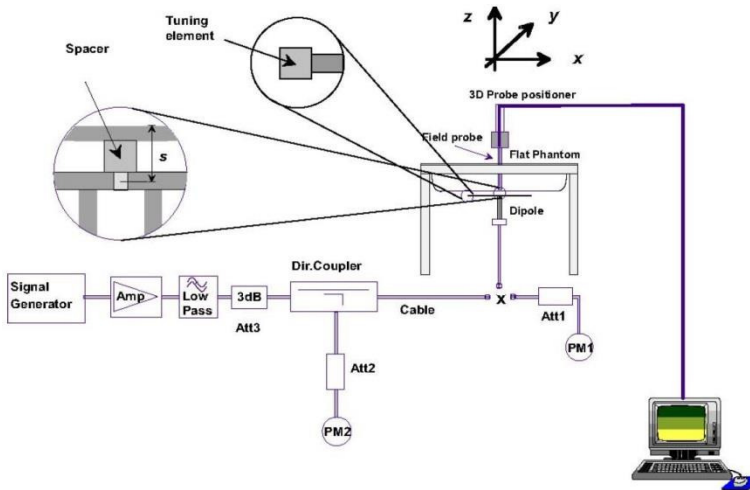 Tuning
element
Spacer
s
z
y
x
3D Probe positioner
Field probe
Flat Phantom
Dipole
Signal
Generator
Amp
Low
Pass
3dB
Att3
Dir.Coupler
Cable
x
Att1
PM1
Att2
PM2